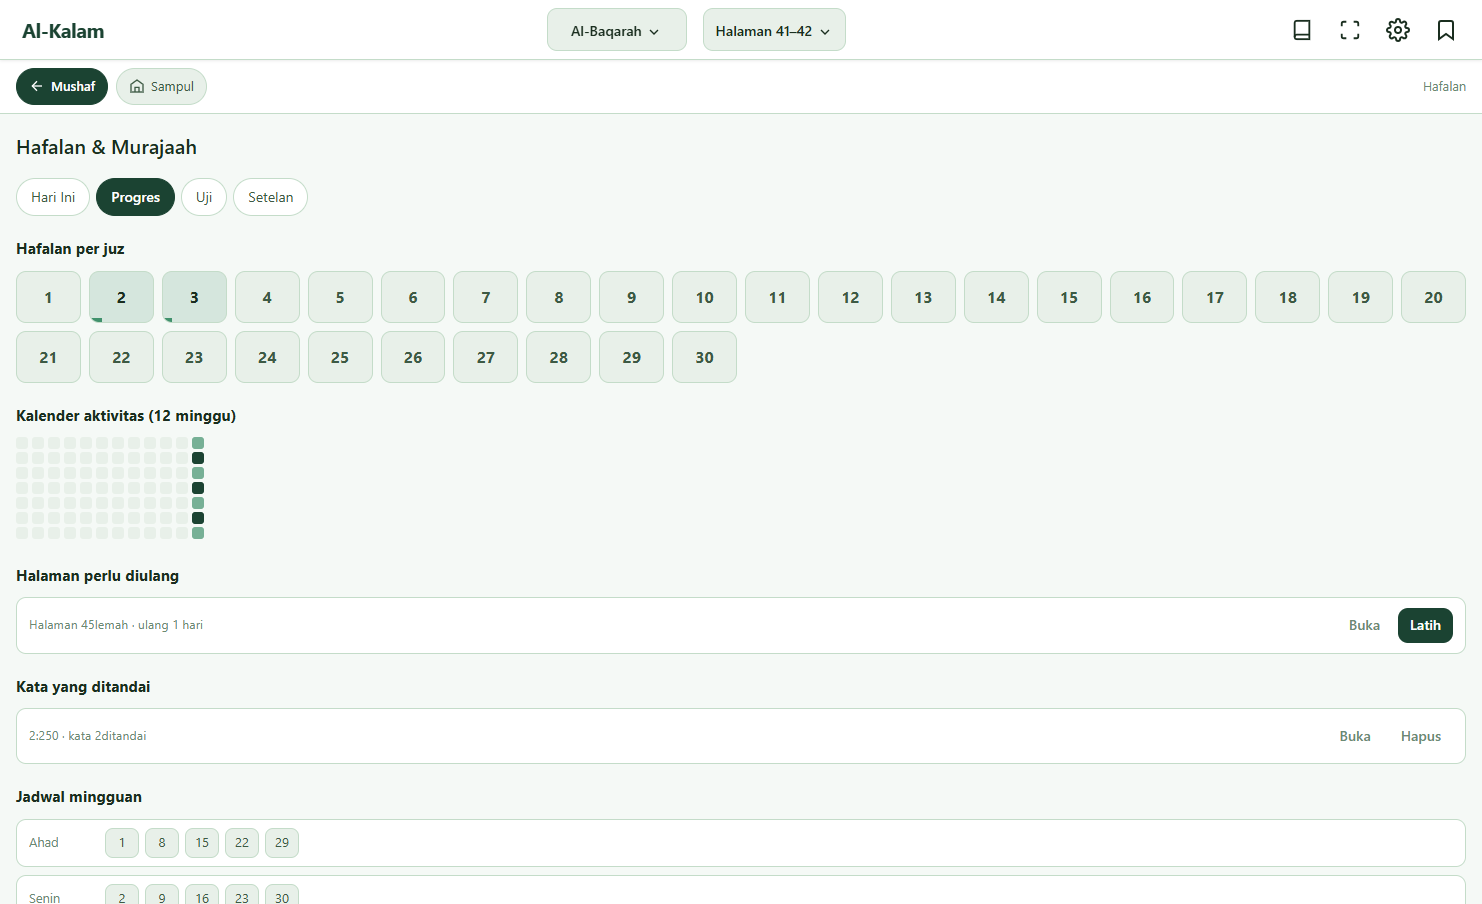 Al-Kalam
Al-Baqarah
Halaman 41–42
Mushaf
Sampul
Hafalan
Hafalan & Murajaah
Hari Ini
Progres
Uji
Setelan
Hafalan per juz
1 2 3 4 5 6 7 8 9 10 11 12 13 14 15 16 17 18 19 20
21 22 23 24 25 26 27 28 29 30
Kalender aktivitas (12 minggu)
Halaman perlu diulang
Halaman 45lemah · ulang 1 hari
Buka
Latih
Kata yang ditandai
2:250 · kata 2ditandai
Buka
Hapus
Jadwal mingguan
Ahad 1 8 15 22 29
Senin 2 9 16 23 30